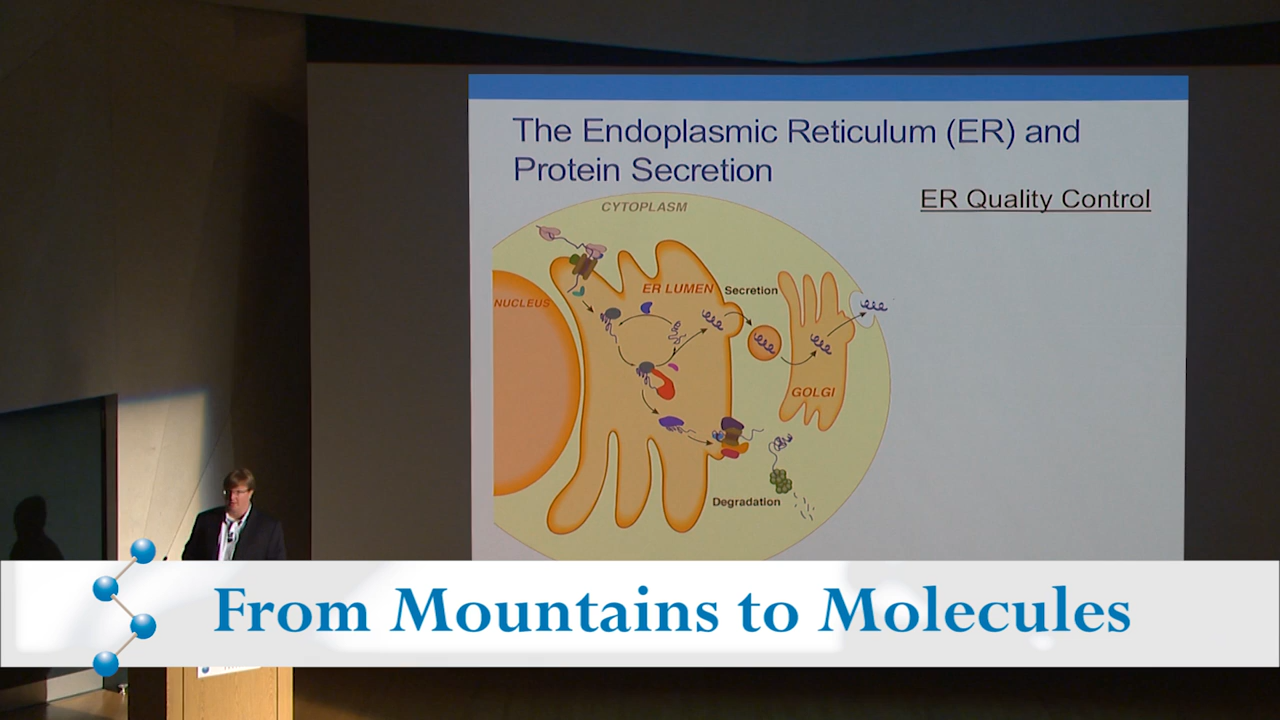 The Endoplasmic Reticulum (ER) and
Protein Secretion
ER Quality Control
CYTOPLASM
NUCLEUS
ER LUMEN
Secretion
GOLGI
Degradation
From Mountains to Molecules